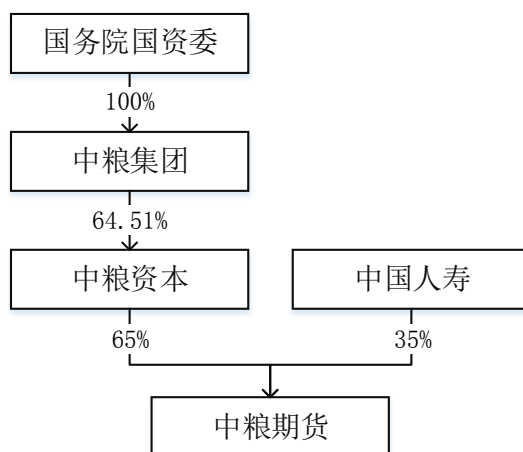 国务院国资委
100%
中粮集团
64.51%
中粮资本
中国人寿
65%
35%
中粮期货